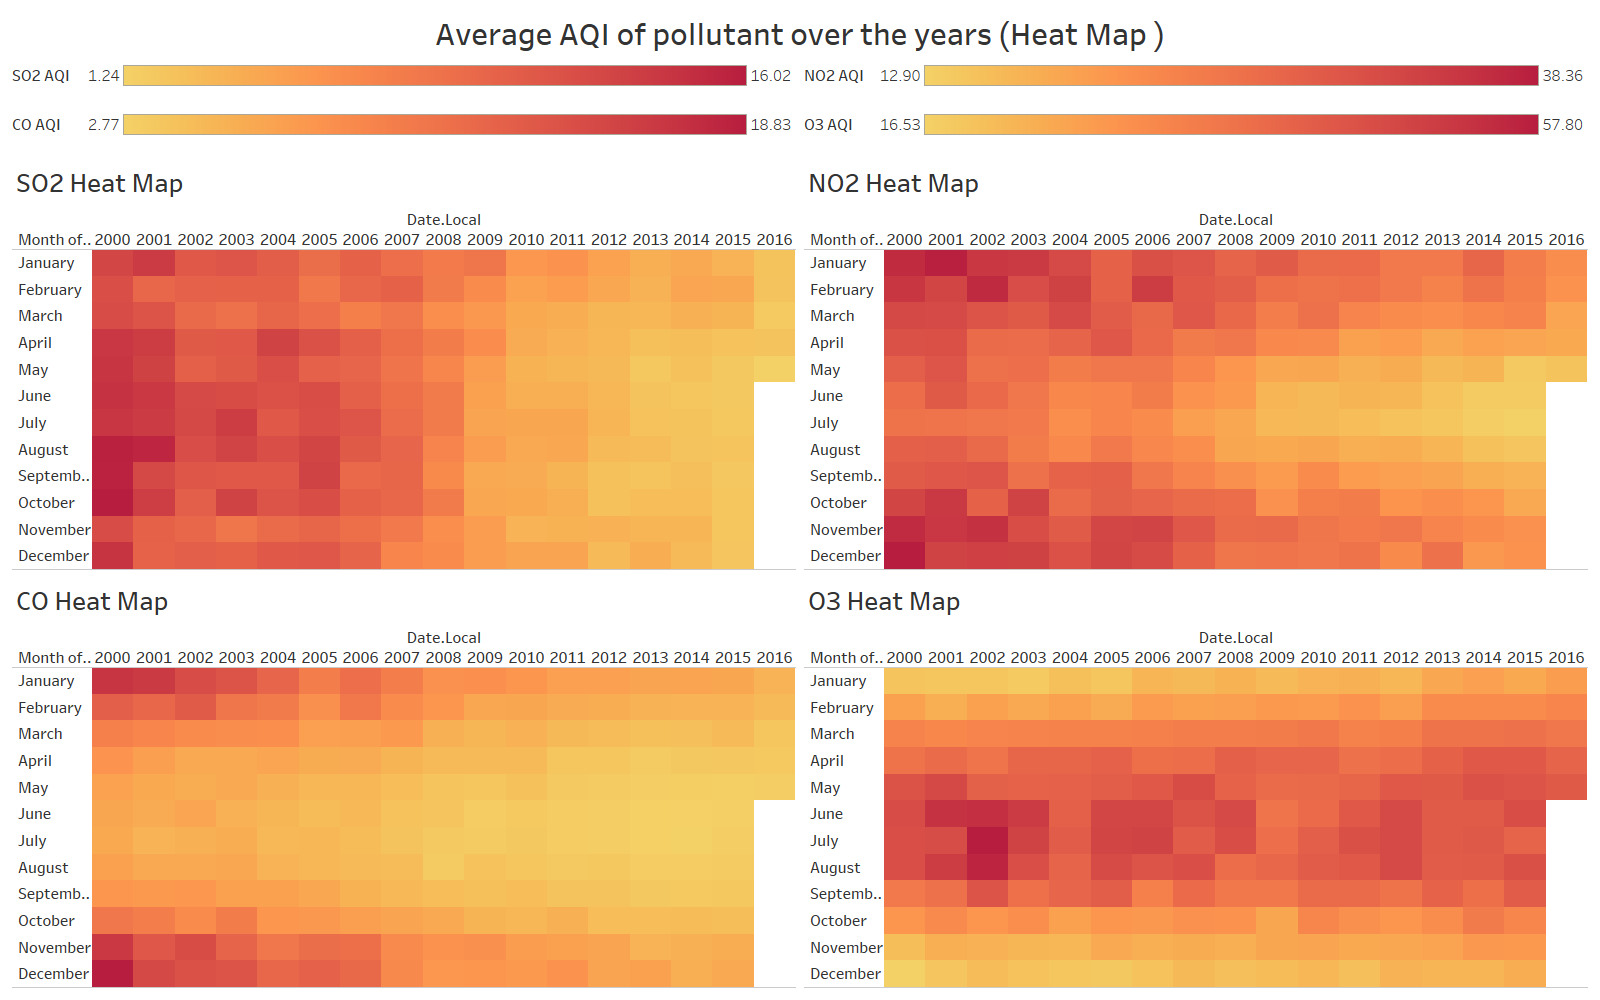 Average AQI of pollutant over the years (Heat Map )
SO2 AQI 1.24 16.02 NO2 AQI 12.90 38.36
CO AQI 2.77 18.83 O3 AQI 16.53 57.80
SO2 Heat Map
Date.Local
Month of.. 2000 2001 2002 2003 2004 2005 2006 2007 2008 2009 2010 2011 2012 2013 2014 2015 2016
January
February
March
April
May
June
July
August
Septemb..
October
November
December
NO2 Heat Map
Date.Local
Month of.. 2000 2001 2002 2003 2004 2005 2006 2007 2008 2009 2010 2011 2012 2013 2014 2015 2016
January
February
March
April
May
June
July
August
Septemb..
October
November
December
CO Heat Map
Date.Local
Month of.. 2000 2001 2002 2003 2004 2005 2006 2007 2008 2009 2010 2011 2012 2013 2014 2015 2016
January
February
March
April
May
June
July
August
Septemb..
October
November
December
O3 Heat Map
Date.Local
Month of.. 2000 2001 2002 2003 2004 2005 2006 2007 2008 2009 2010 2011 2012 2013 2014 2015 2016
January
February
March
April
May
June
July
August
Septemb..
October
November
December